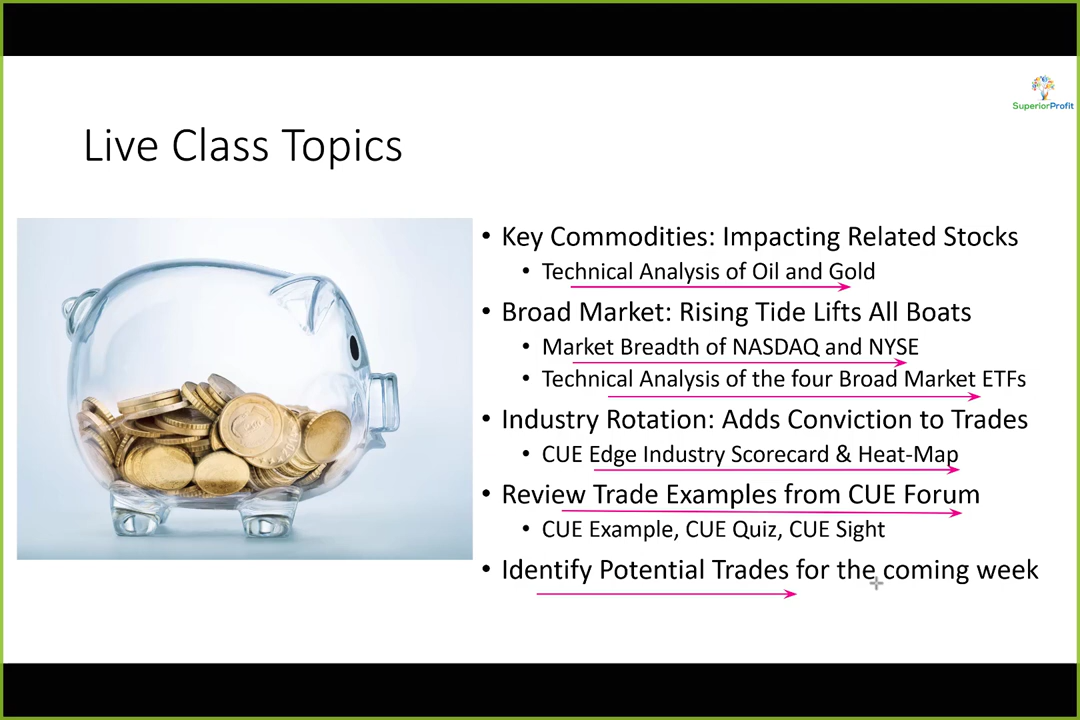 SuperiorProfit
Live Class Topics
• Key Commodities: Impacting Related Stocks
• Technical Analysis of Oil and Gold
• Broad Market: Rising Tide Lifts All Boats
• Market Breadth of NASDAQ and NYSE
• Technical Analysis of the four Broad Market ETFs
• Industry Rotation: Adds Conviction to Trades
• CUE Edge Industry Scorecard & Heat-Map
• Review Trade Examples from CUE Forum
• CUE Example, CUE Quiz, CUE Sight
• Identify Potential Trades for the coming week